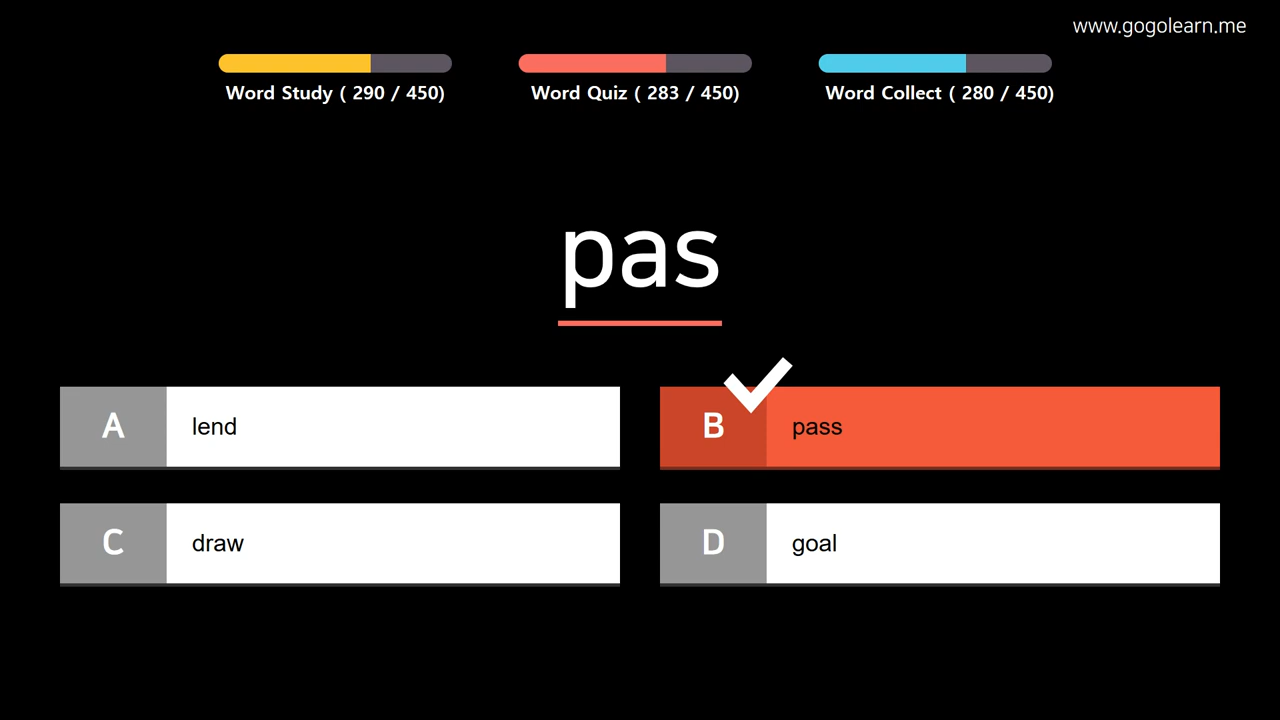 www.gogolearn.me
Word Study ( 290 / 450)
Word Quiz ( 283 / 450)
Word Collect ( 280 / 450)
pas
A lend
B pass
C draw
D goal